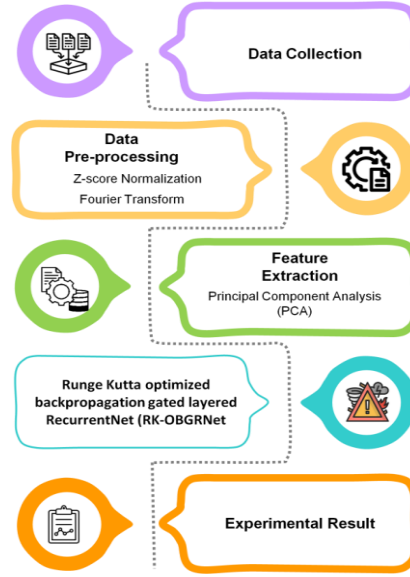 Data Collection
Data
Pre-processing
Z-score Normalization
Fourier Transform
Feature
Extraction
Principal Component Analysis
(PCA)
Runge Kutta optimized
backpropagation gated layered
RecurrentNet (RK-OBGRNet
Experimental Result